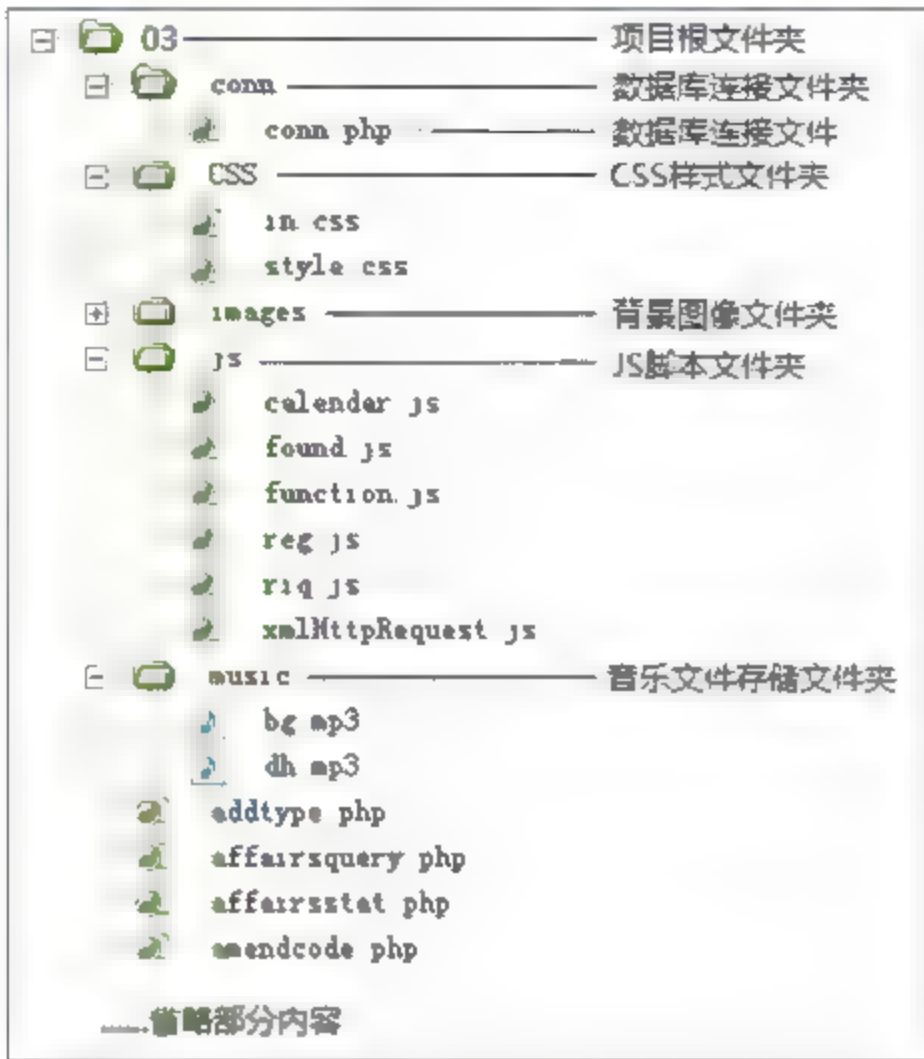 03 项目根文件夹
conn 数据库连接文件夹
conn php 数据库连接文件
CSS CSS样式文件夹
in css
style css
images 背景图像文件夹
js JS脚本文件夹
calendar js
found js
function.js
reg js
riq js
xmlHttpRequest js
music 音乐文件存储文件夹
bg mp3
dh mp3
addtype php
affairsquery php
affairsstat php
amendcode php
......省略部分内容